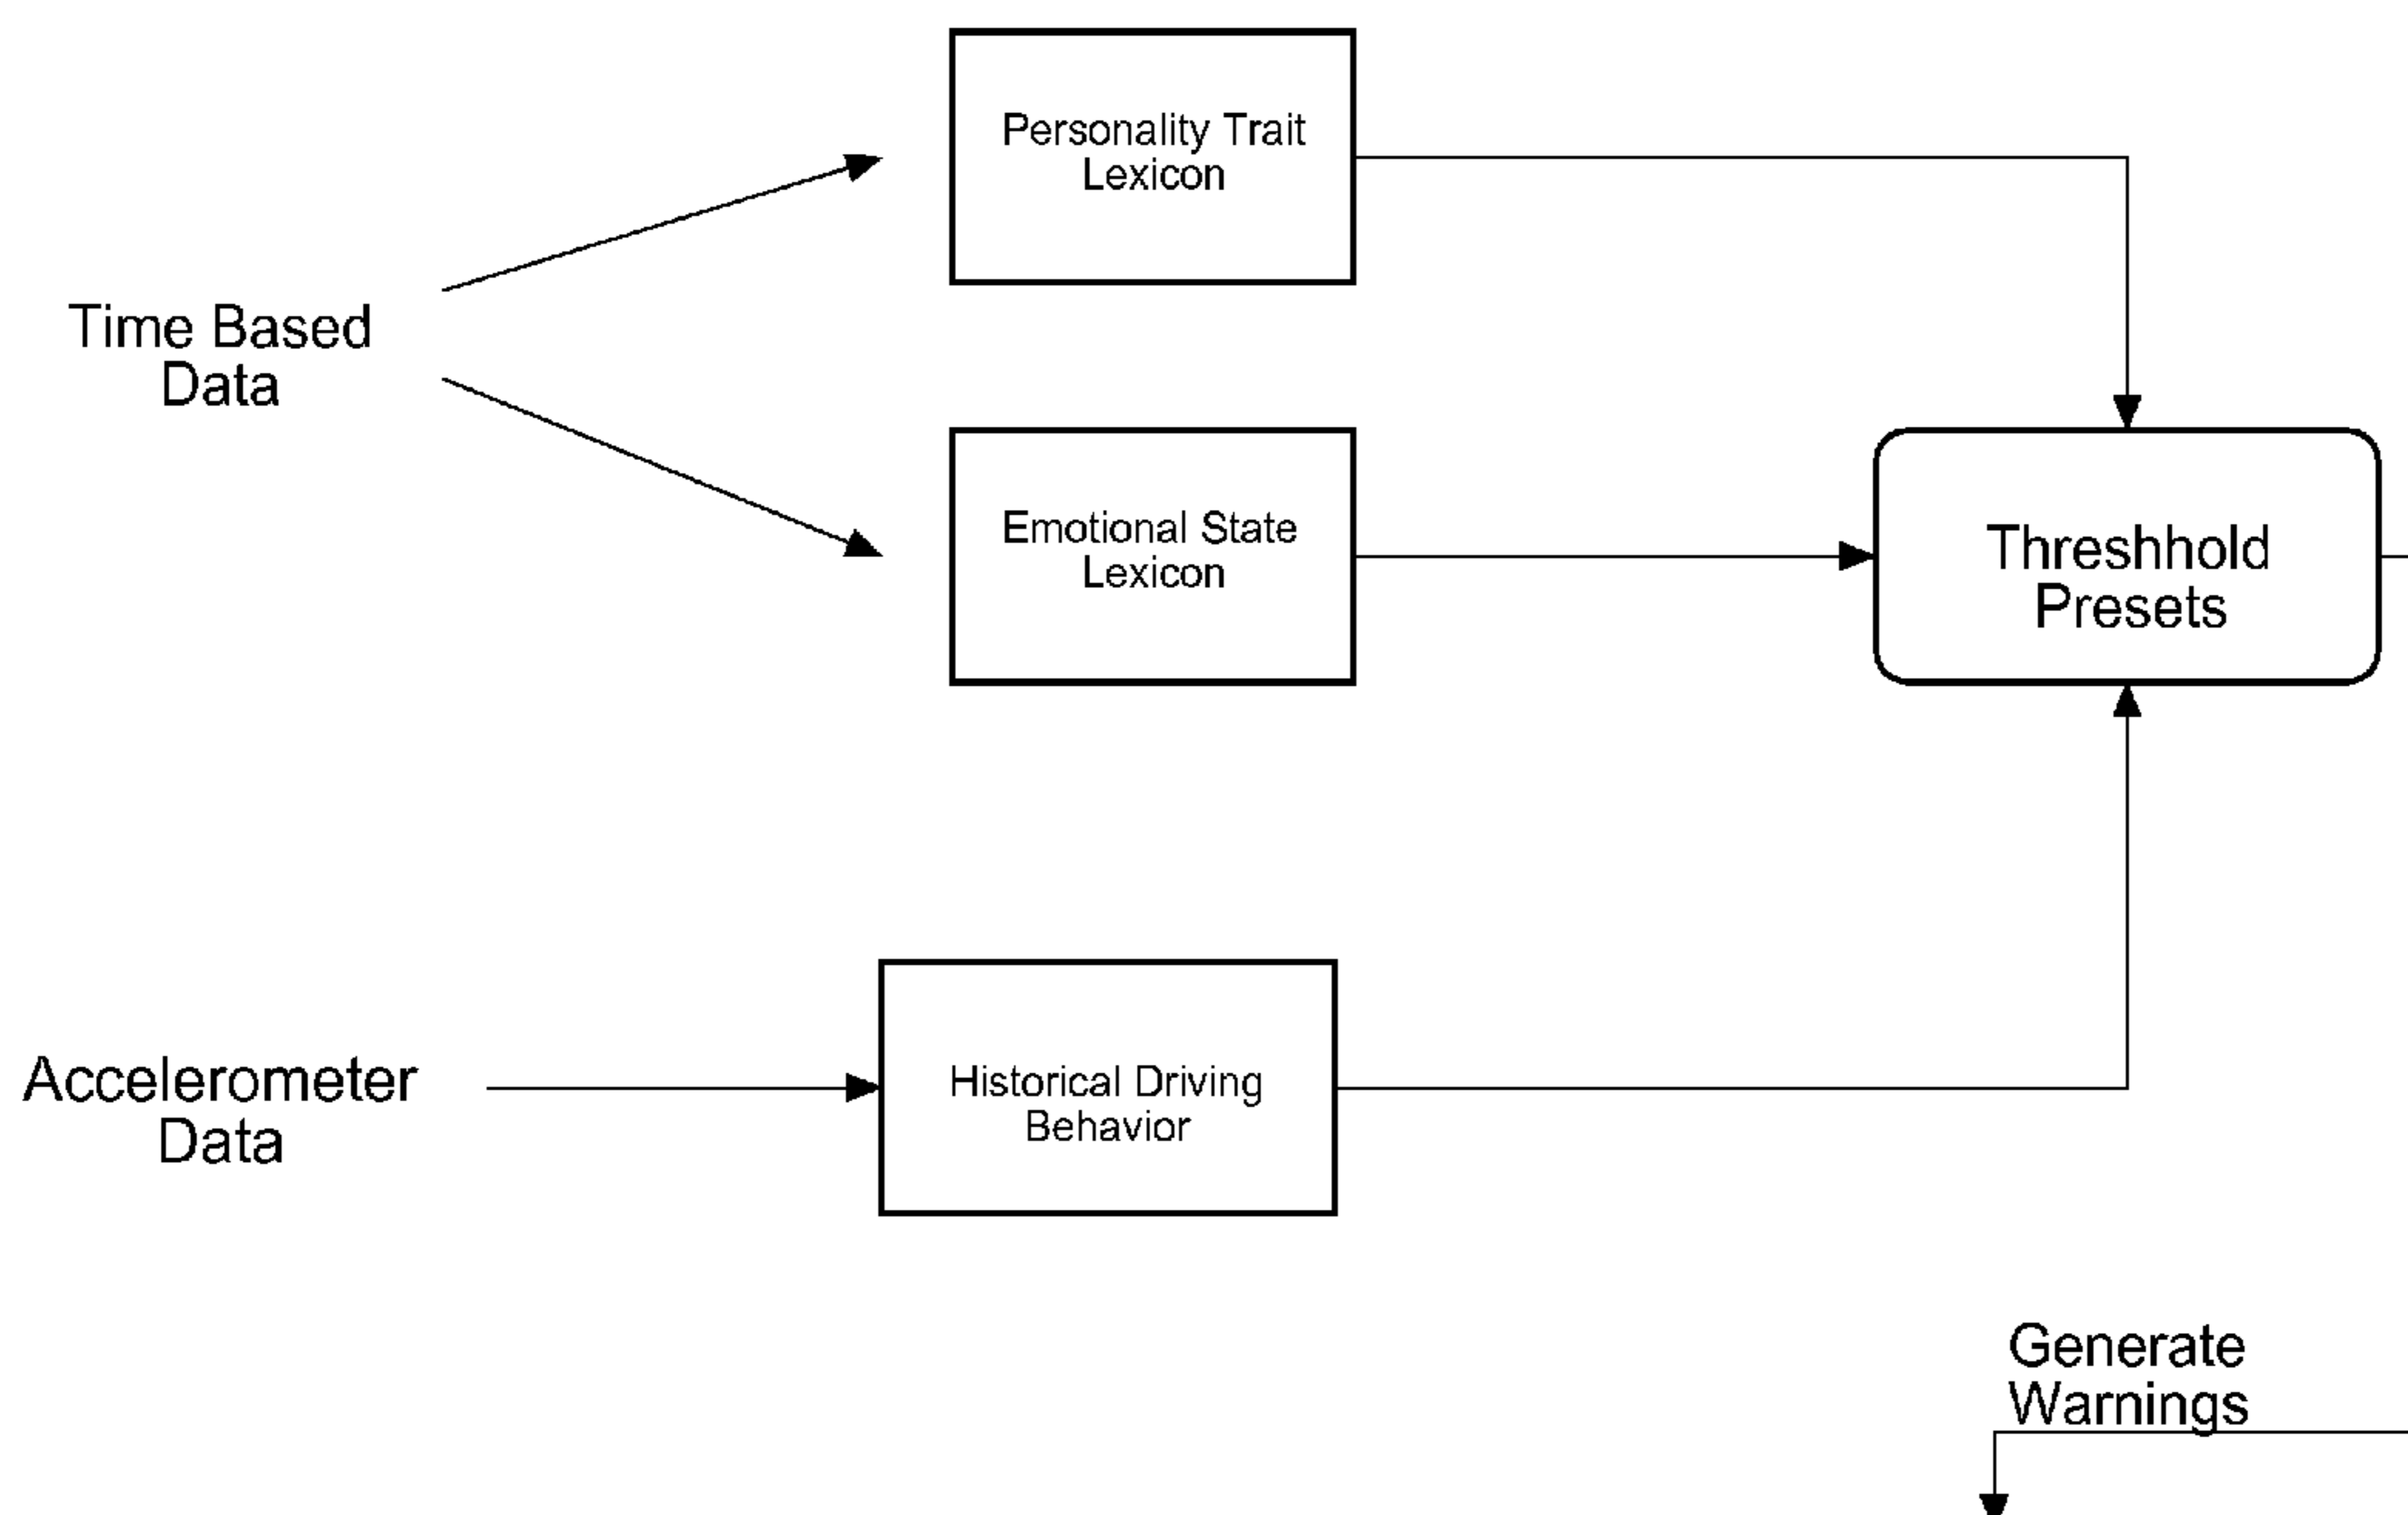 Personality Trait
Lexicon
Time Based
Data
Emotional State
Lexicon
Threshhold
Presets
Accelerometer
Data
Historical Driving
Behavior
Generate
Warnings